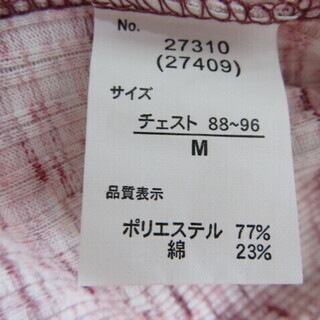 No.
27310
(27409)
サイズ
チェスト 88~96
M
品質表示
ポリエステル 77%
綿 23%